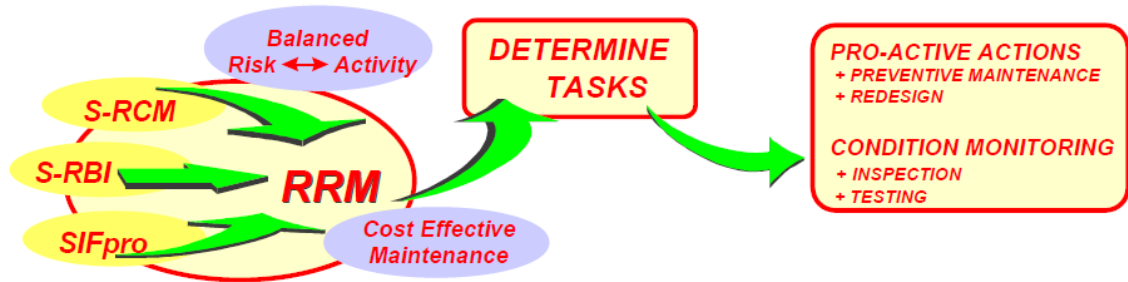 Balanced
Risk Activity
S-RCM
S-RBI
SIFpro
RRM
Cost Effective
Maintenance
DETERMINE
TASKS
PRO-ACTIVE ACTIONS
+ PREVENTIVE MAINTENANCE
+ REDESIGN
CONDITION MONITORING
+ INSPECTION
+ TESTING